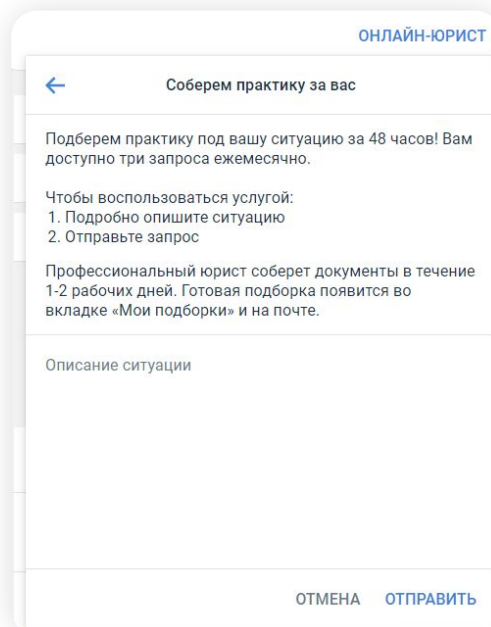 ОНЛАЙН-ЮРИСТ
Соберем практику за вас
Подберем практику под вашу ситуацию за 48 часов! Вам
доступно три запроса ежемесячно.
Чтобы воспользоваться услугой:
1. Подробно опишите ситуацию
2. Отправьте запрос
Профессиональный юрист соберет документы в течение
1-2 рабочих дней. Готовая подборка появится во
вкладке «Мои подборки» и на почте.
Описание ситуации
ОТМЕНА ОТПРАВИТЬ